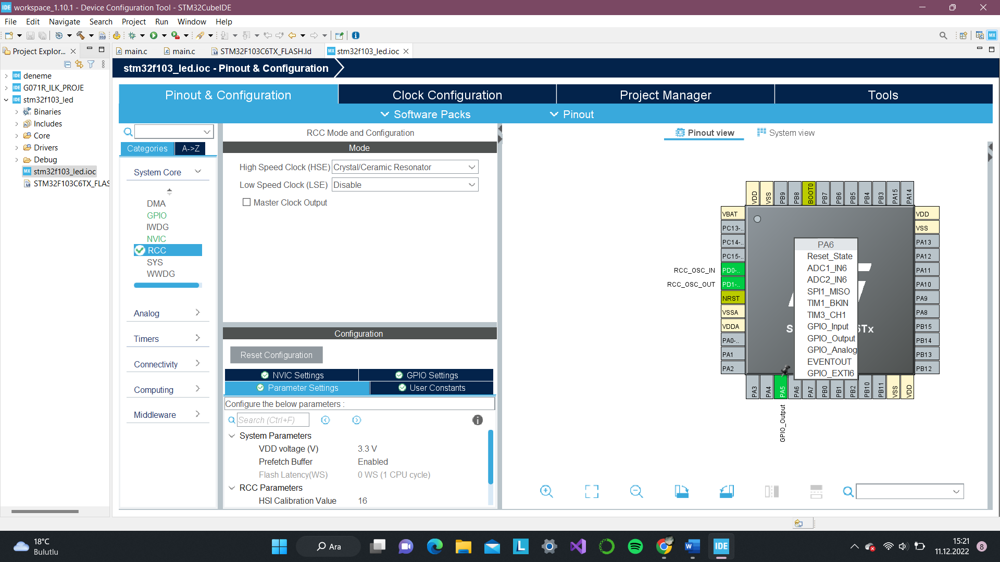 workspace_1.10.1 - Device Configuration Tool - STM32CubeIDE
File Edit Navigate Search Project Run Window Help
Project Explor...
main.c
main.c
STM32F103C6TX_FLASH.ld
stm32f103_led.ioc
deneme
G071R_ILK_PROJE
stm32f103_led
Binaries
Includes
Core
Drivers
Debug
stm32f103_led.ioc
STM32F103C6TX_FLAS
stm32f103_led.ioc - Pinout & Configuration
Pinout & Configuration
Clock Configuration
Project Manager
Tools
Software Packs
Pinout
Categories
A->Z
System Core
DMA
GPIO
IWDG
NVIC
RCC
SYS
WWDG
Analog
Timers
Connectivity
Computing
Middleware
RCC Mode and Configuration
Mode
High Speed Clock (HSE) Crystal/Ceramic Resonator
Low Speed Clock (LSE) Disable
Master Clock Output
Configuration
Reset Configuration
NVIC Settings
GPIO Settings
Parameter Settings
User Constants
Configure the below parameters :
Search (Ctrl+F)
System Parameters
VDD voltage (V) 3.3 V
Prefetch Buffer Enabled
Flash Latency(WS) 0 WS (1 CPU cycle)
RCC Parameters
HSI Calibration Value 16
Pinout view
System view
VDD
VSS
PB9
PB8
BOOT0
PB7
PB6
PB5
PB4
PB3
PA15
PA14
VBAT
PC13-..
PC14-..
PC15-..
RCC_OSC_IN PD0-..
RCC_OSC_OUT PD1-..
NRST
VSSA
VDDA
PA0-..
PA1
PA2
PA6
Reset_State
ADC1_IN6
ADC2_IN6
SPI1_MISO
TIM1_BKIN
TIM3_CH1
GPIO_Input
GPIO_Output
GPIO_Analog
EVENTOUT
GPIO_EXTI6
S
6Tx
VDD
VSS
PA13
PA12
PA11
PA10
PA9
PA8
PB15
PB14
PB13
PB12
PA3
PA4
PA5
PA6
PA7
PB0
PB1
PB2
PB10
PB11
VSS
VDD
GPIO_Output
18°C
Bulutlu
Ara
IDE
15:21
11.12.2022
8